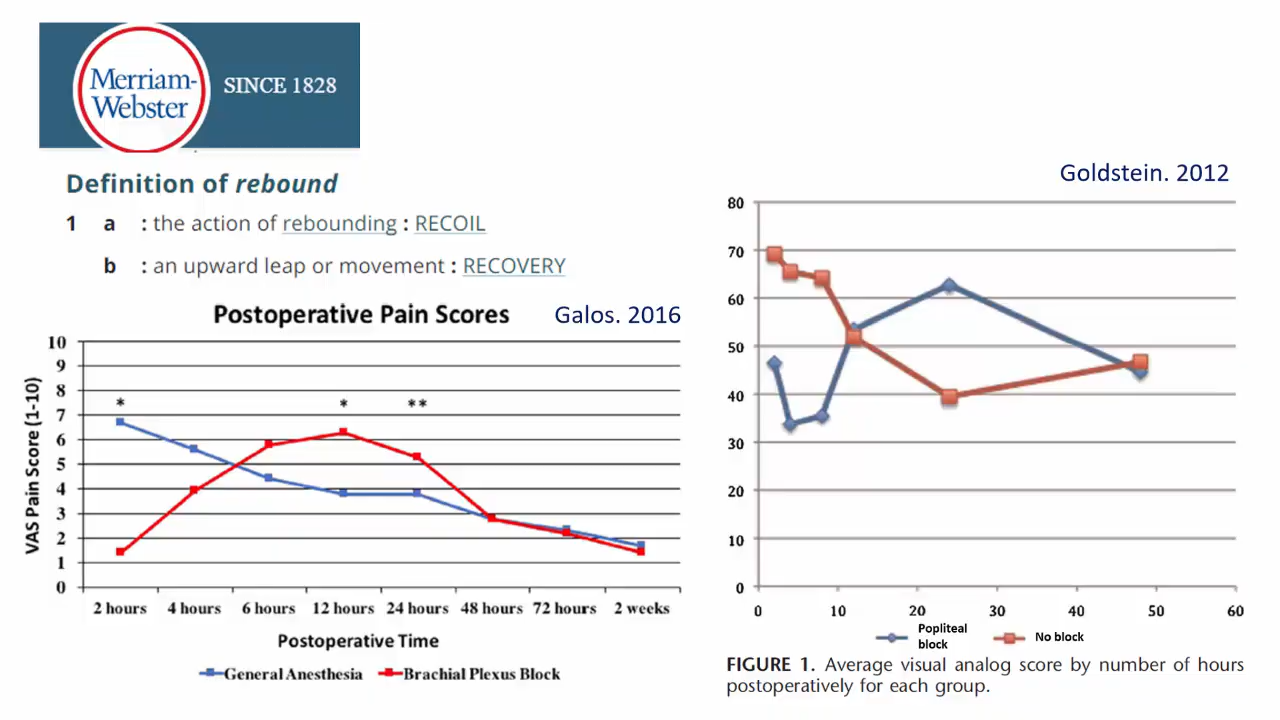 Merriam-
Webster
SINCE 1828
Definition of rebound
1 a : the action of rebounding : RECOIL
b : an upward leap or movement : RECOVERY
Postoperative Pain Scores
Galos. 2016
10
9
8
7
6
5
4
3
2
1
0
VAS Pain Score (1-10)
* * **
2 hours 4 hours 6 hours 12 hours 24 hours 48 hours 72 hours 2 weeks
Postoperative Time
General Anesthesia Brachial Plexus Block
Goldstein. 2012
80
70
60
50
40
30
20
10
0
0 10 20 30 40 50 60
Popliteal
block
No block
FIGURE 1. Average visual analog score by number of hours
postoperatively for each group.